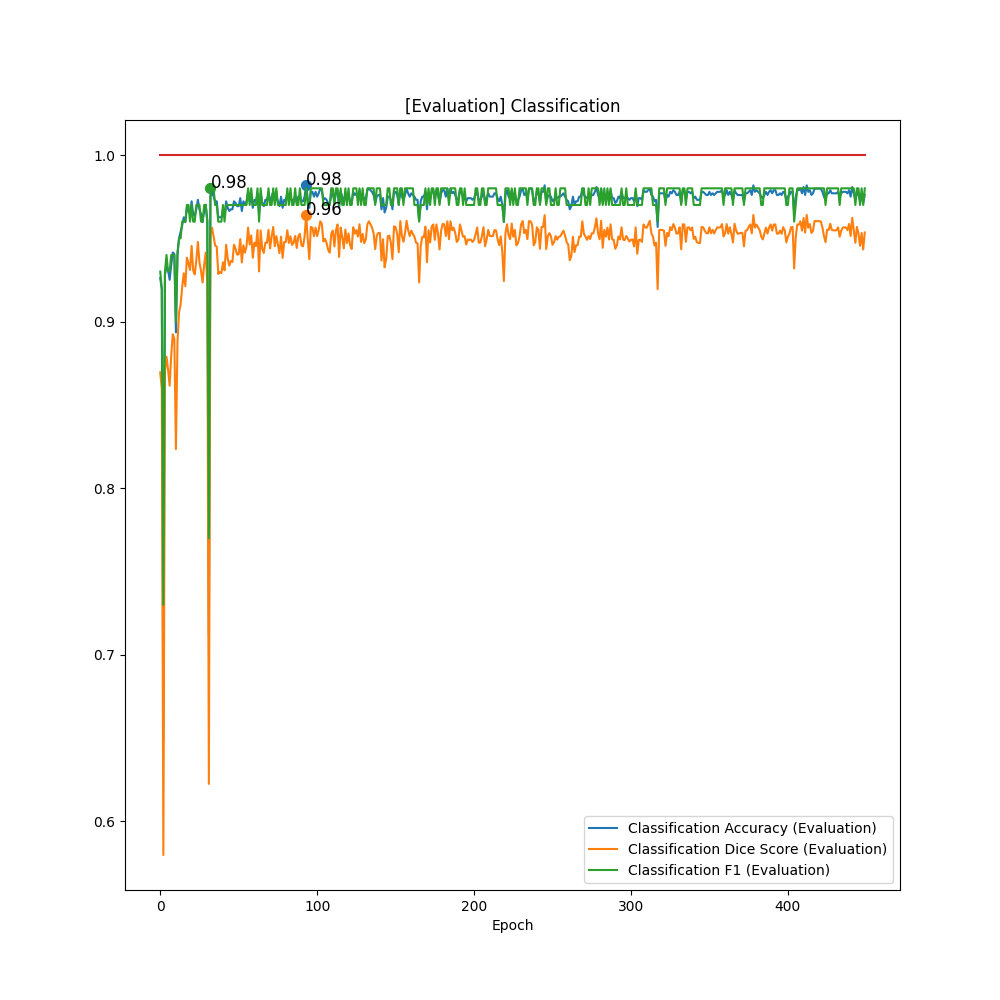 [Evaluation] Classification
1.0
0.98
0.98
0.96
0.9
0.8
0.7
0.6
Classification Accuracy (Evaluation)
Classification Dice Score (Evaluation)
Classification F1 (Evaluation)
0 100 200 300 400
Epoch